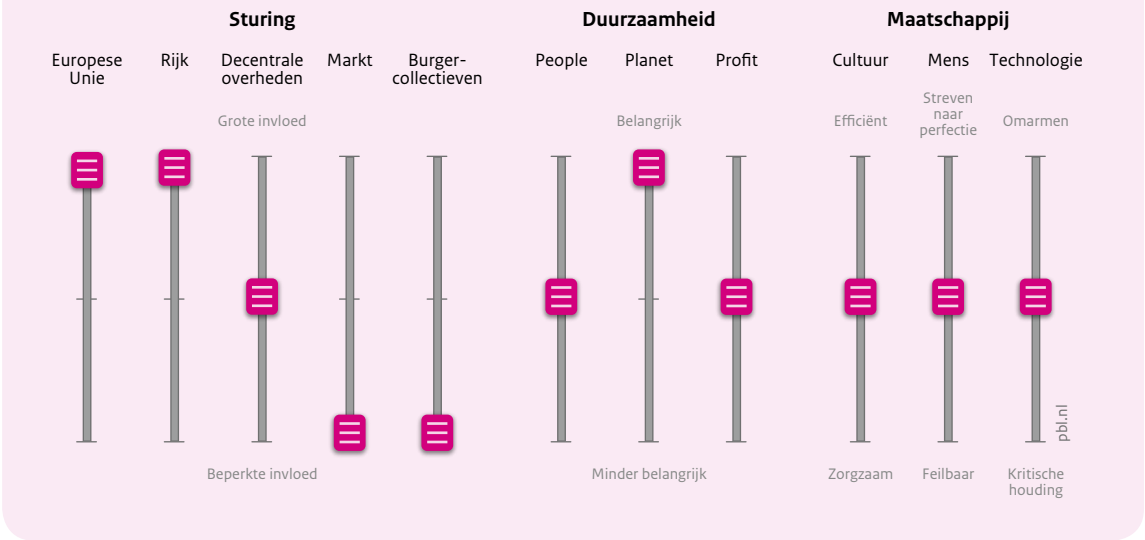 Sturing
Duurzaamheid
Maatschappij
Europese
Unie
Rijk
Decentrale
overheden
Markt
Burger-
collectieven
People
Planet
Profit
Cultuur
Mens
Technologie
Grote invloed
Belangrijk
Efficiënt
Streven
naar
perfectie
Omarmen
Beperkte invloed
Minder belangrijk
Zorgzaam
Feilbaar
Kritische
houding
pbl.nl